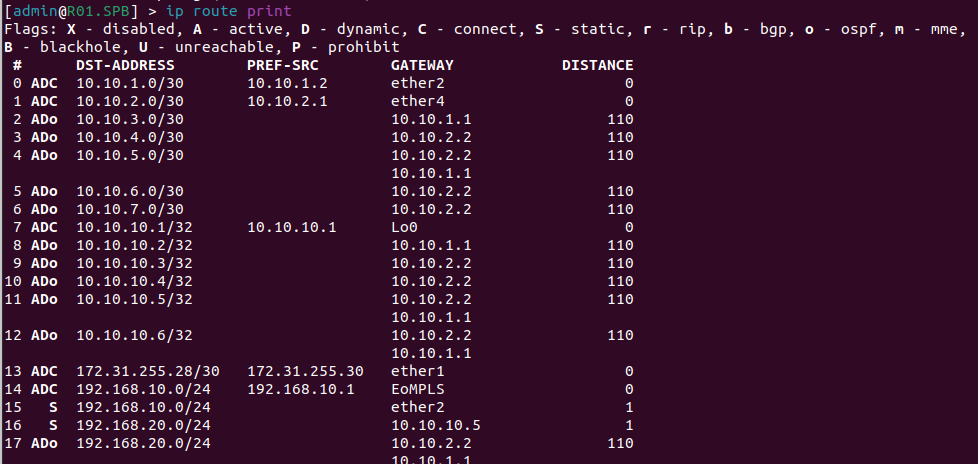 [admin@R01.SPB] > ip route print
Flags: X - disabled, A - active, D - dynamic, C - connect, S - static, r - rip, b - bgp, o - ospf, m - mme,
B - blackhole, U - unreachable, P - prohibit
 #      DST-ADDRESS        PREF-SRC        GATEWAY            DISTANCE
 0 ADC  10.10.1.0/30       10.10.1.2       ether2                    0
 1 ADC  10.10.2.0/30       10.10.2.1       ether4                    0
 2 ADo  10.10.3.0/30                       10.10.1.1               110
 3 ADo  10.10.4.0/30                       10.10.2.2               110
 4 ADo  10.10.5.0/30                       10.10.2.2               110
                                           10.10.1.1
 5 ADo  10.10.6.0/30                       10.10.2.2               110
 6 ADo  10.10.7.0/30                       10.10.2.2               110
 7 ADC  10.10.10.1/32      10.10.10.1      Lo0                       0
 8 ADo  10.10.10.2/32                      10.10.1.1               110
 9 ADo  10.10.10.3/32                      10.10.2.2               110
10 ADo  10.10.10.4/32                      10.10.2.2               110
11 ADo  10.10.10.5/32                      10.10.2.2               110
                                           10.10.1.1
12 ADo  10.10.10.6/32                      10.10.2.2               110
                                           10.10.1.1
13 ADC  172.31.255.28/30   172.31.255.30   ether1                    0
14 ADC  192.168.10.0/24    192.168.10.1    EoMPLS                    0
15   S  192.168.10.0/24                    ether2                    1
16   S  192.168.20.0/24                    10.10.10.5                1
17 ADo  192.168.20.0/24                    10.10.2.2               110
                                           10.10.1.1